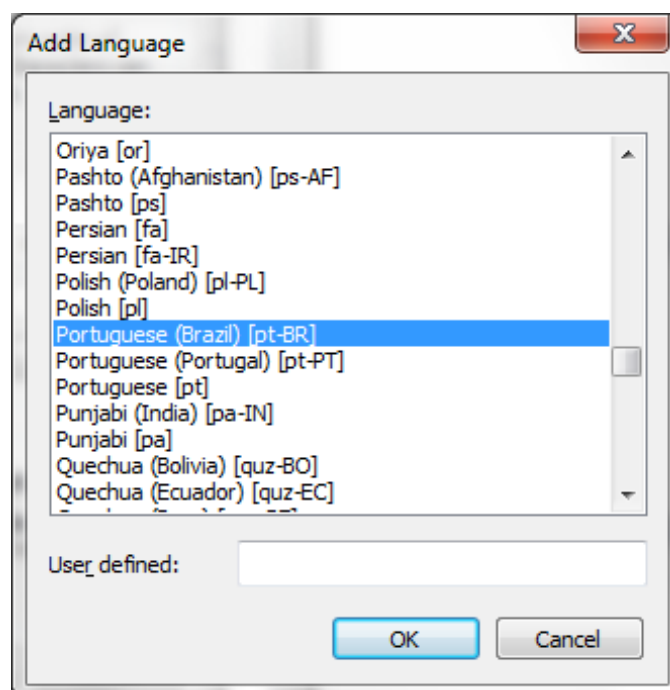 Add Language
Language:
Oriya [or]
Pashto (Afghanistan) [ps-AF]
Pashto [ps]
Persian [fa]
Persian [fa-IR]
Polish (Poland) [pl-PL]
Polish [pl]
Portuguese (Brazil) [pt-BR]
Portuguese (Portugal) [pt-PT]
Portuguese [pt]
Punjabi (India) [pa-IN]
Punjabi [pa]
Quechua (Bolivia) [quz-BO]
Quechua (Ecuador) [quz-EC]
User defined:
OK
Cancel